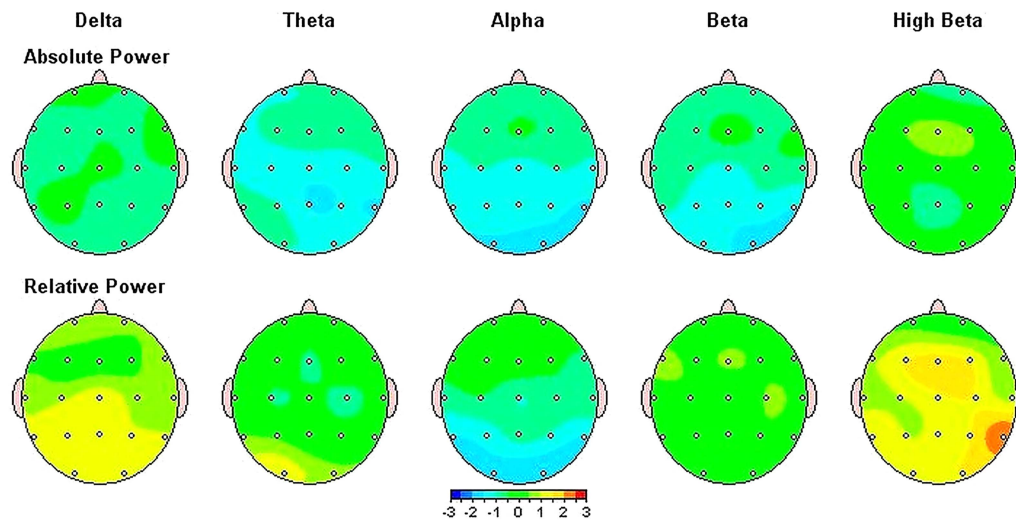 Delta Theta Alpha Beta High Beta
Absolute Power
Relative Power
-3 -2 -1 0 1 2 3